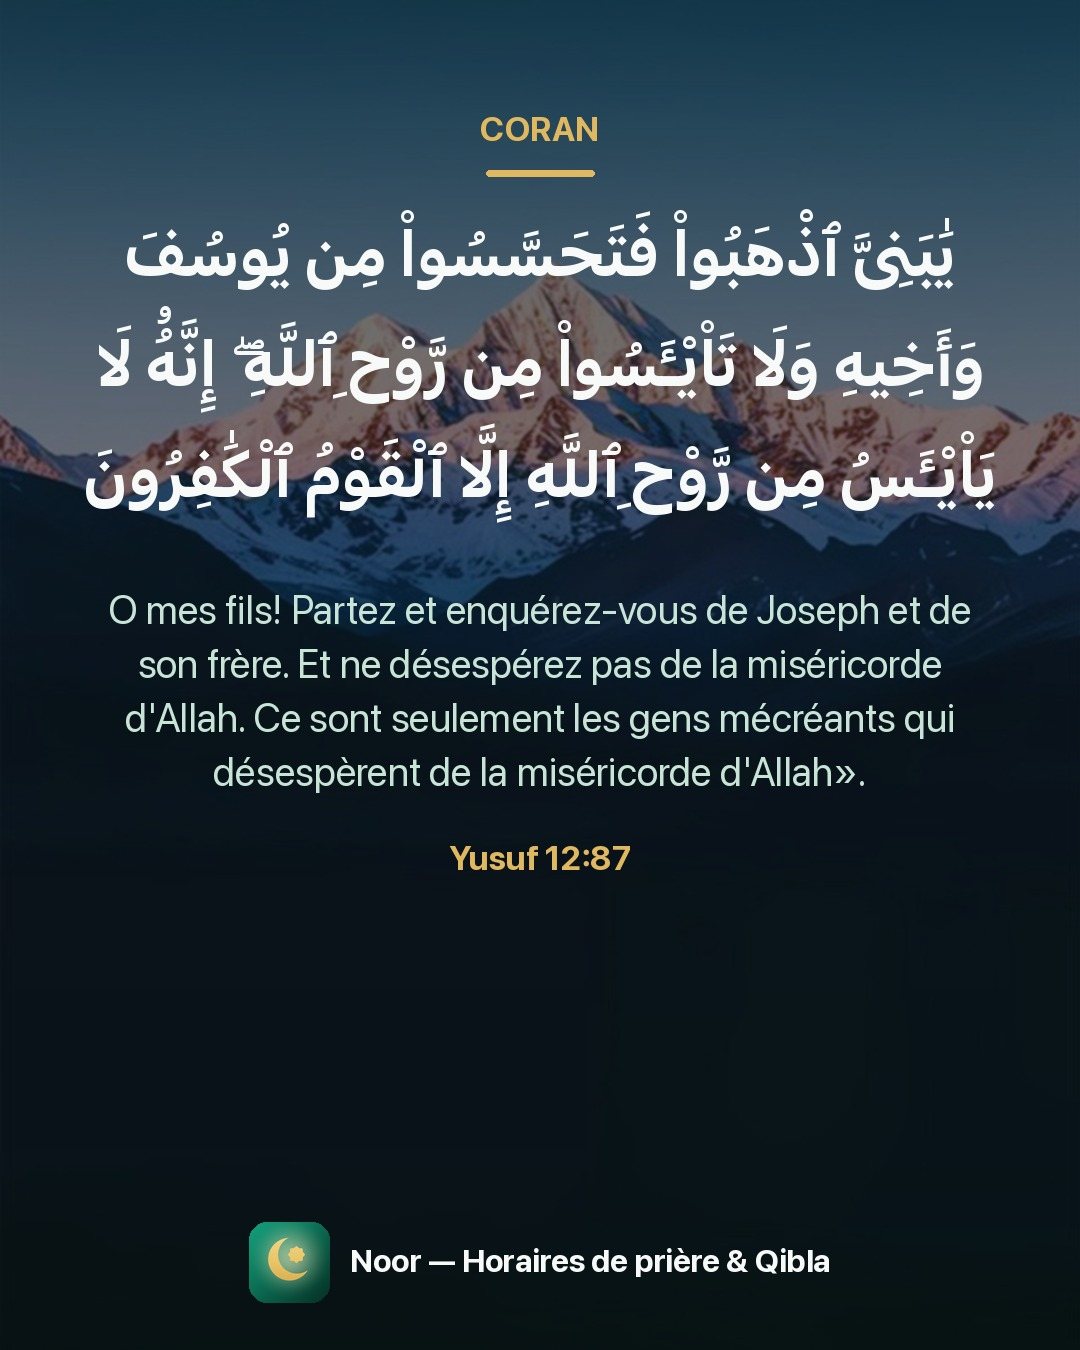 CORAN
يَٰبَنِىَّ ٱذْهَبُوا۟ فَتَحَسَّسُوا۟ مِن يُوسُفَ
وَأَخِيهِ وَلَا تَا۟يْـَٔسُوا۟ مِن رَّوْحِ ٱللَّهِ ۖ إِنَّهُۥ لَا
يَا۟يْـَٔسُ مِن رَّوْحِ ٱللَّهِ إِلَّا ٱلْقَوْمُ ٱلْكَٰفِرُونَ
O mes fils! Partez et enquérez-vous de Joseph et de
son frère. Et ne désespérez pas de la miséricorde
d'Allah. Ce sont seulement les gens mécréants qui
désespèrent de la miséricorde d'Allah».
Yusuf 12:87
Noor — Horaires de prière & Qibla